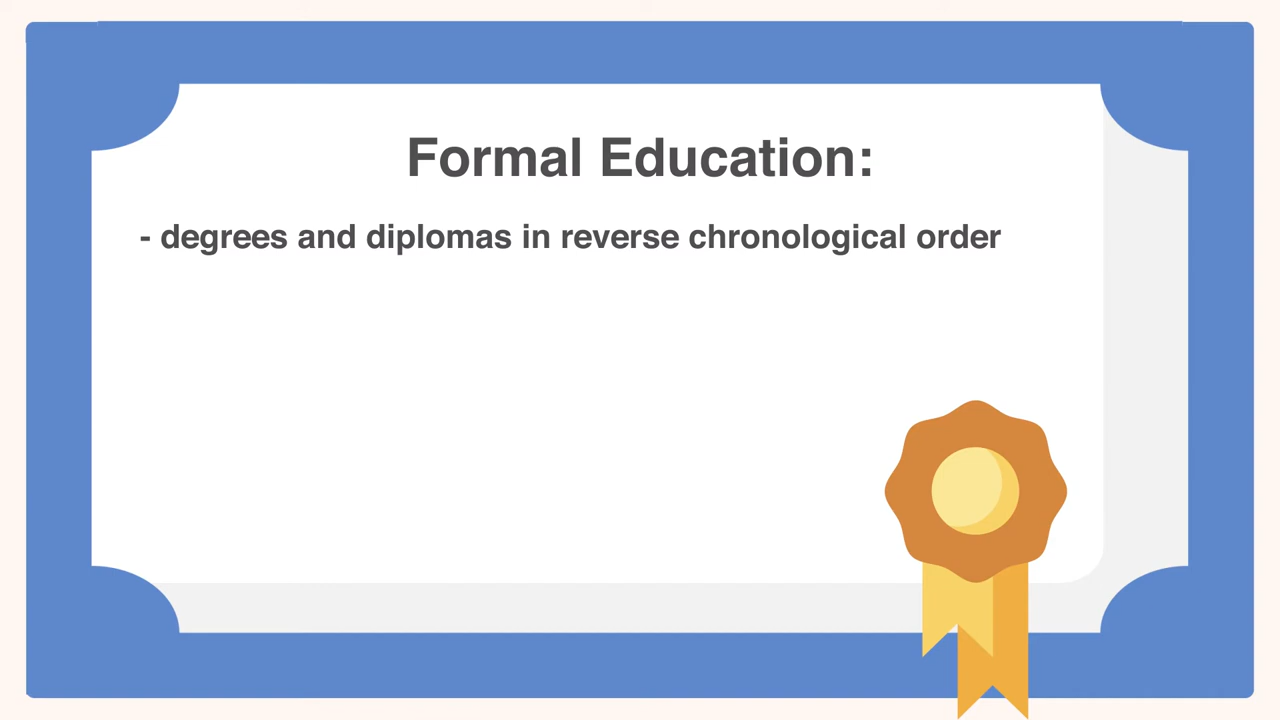 Formal Education:
- degrees and diplomas in reverse chronological order